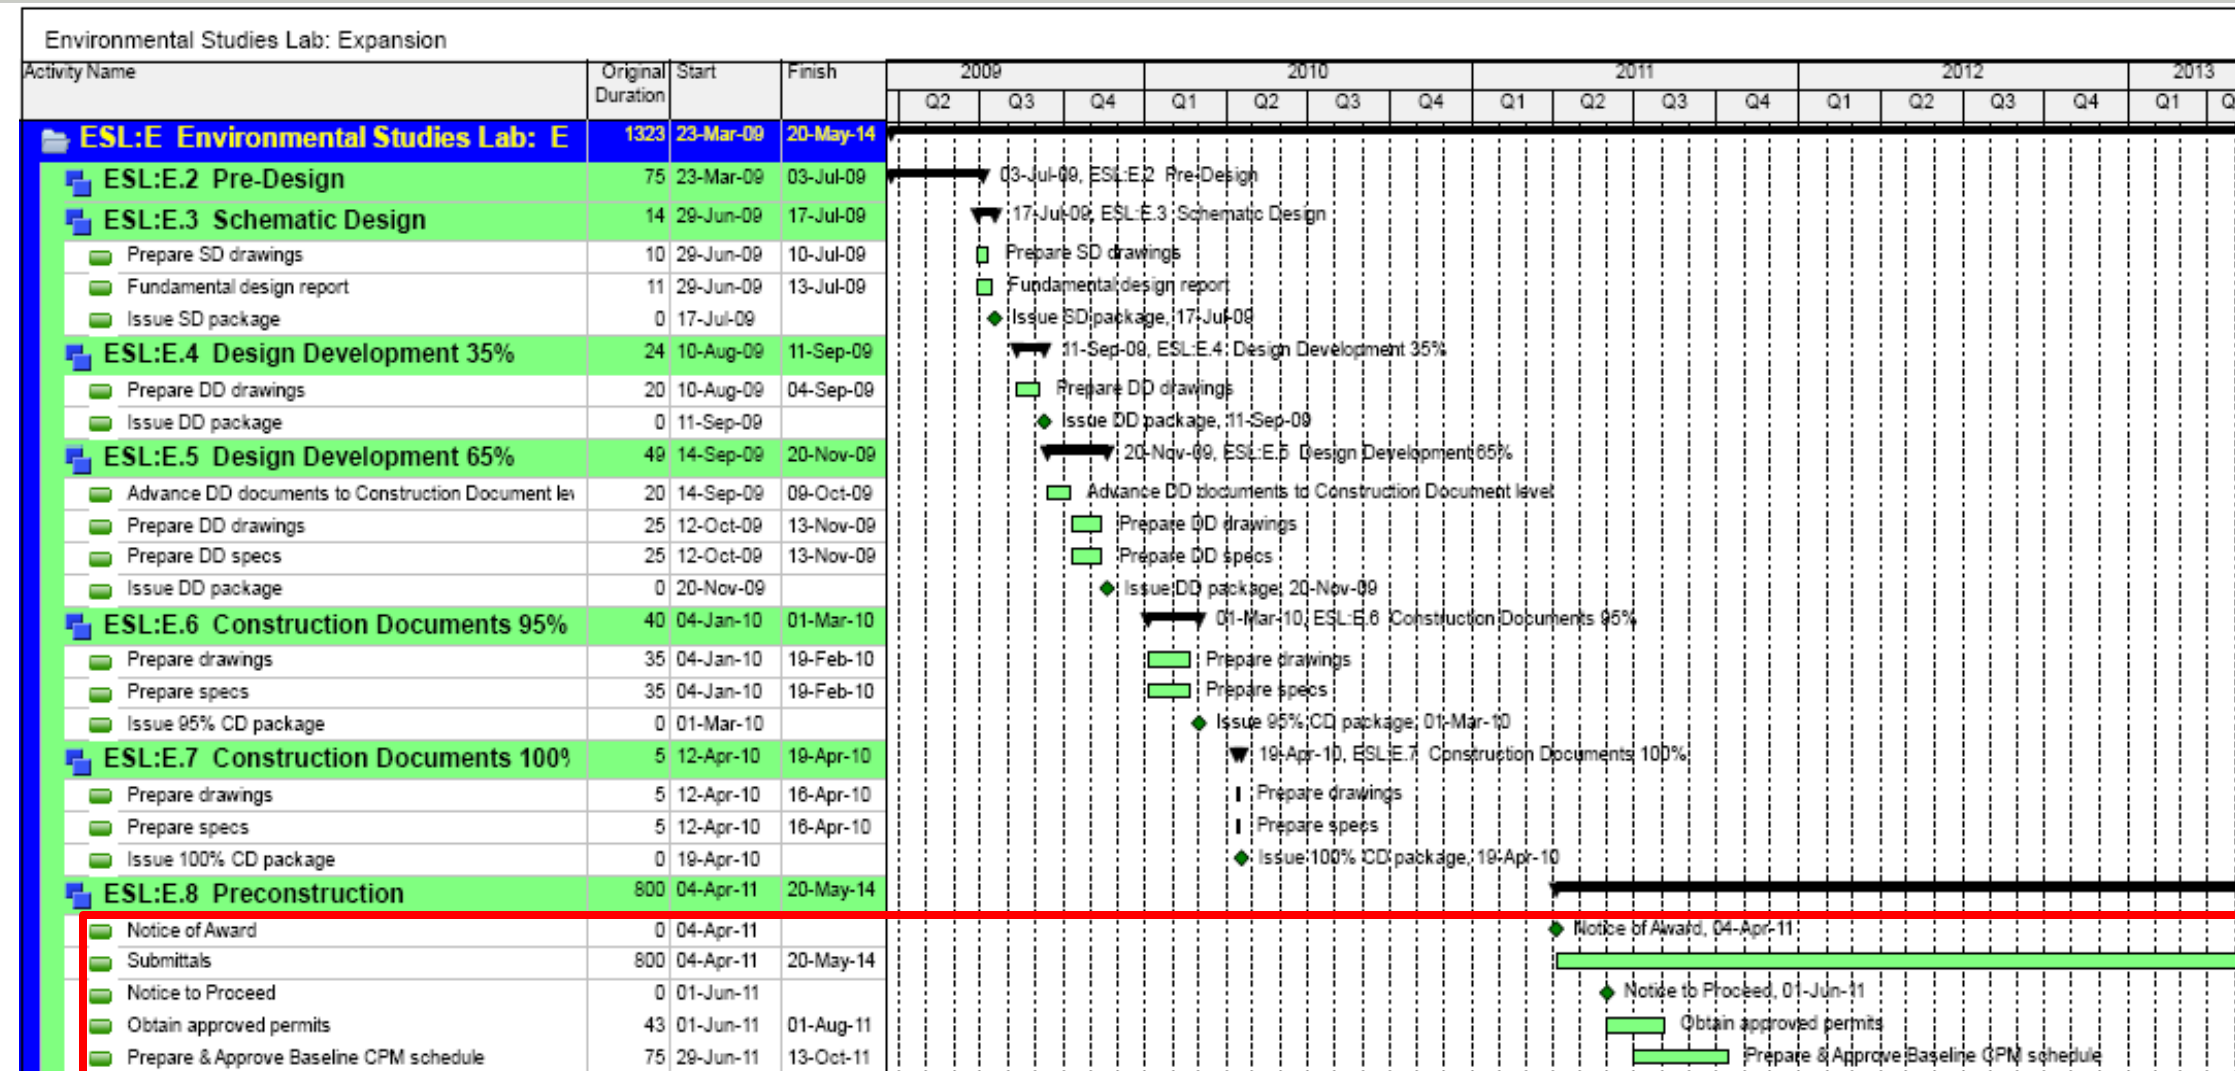 Environmental Studies Lab: Expansion
Activity Name Original Duration Start Finish 2009 2010 2011 2012 2013
Q2 Q3 Q4 Q1 Q2 Q3 Q4 Q1 Q2 Q3 Q4 Q1 Q2 Q3 Q4 Q1
ESL:E Environmental Studies Lab: E 1323 23-Mar-09 20-May-14
ESL:E.2 Pre-Design 75 23-Mar-09 03-Jul-09 03-Jul-09, ESL:E.2 Pre-Design
ESL:E.3 Schematic Design 14 29-Jun-09 17-Jul-09 17-Jul-09, ESL:E.3 Schematic Design
Prepare SD drawings 10 29-Jun-09 10-Jul-09 Prepare SD drawings
Fundamental design report 11 29-Jun-09 13-Jul-09 Fundamental design report
Issue SD package 0 17-Jul-09 Issue SD package, 17-Jul-09
ESL:E.4 Design Development 35% 24 10-Aug-09 11-Sep-09 11-Sep-09, ESL:E.4 Design Development 35%
Prepare DD drawings 20 10-Aug-09 04-Sep-09 Prepare DD drawings
Issue DD package 0 11-Sep-09 Issue DD package, 11-Sep-09
ESL:E.5 Design Development 65% 49 14-Sep-09 20-Nov-09 20-Nov-09, ESL:E.5 Design Development 65%
Advance DD documents to Construction Document lev 20 14-Sep-09 09-Oct-09 Advance DD documents to Construction Document level
Prepare DD drawings 25 12-Oct-09 13-Nov-09 Prepare DD drawings
Prepare DD specs 25 12-Oct-09 13-Nov-09 Prepare DD specs
Issue DD package 0 20-Nov-09 Issue DD package, 20-Nov-09
ESL:E.6 Construction Documents 95% 40 04-Jan-10 01-Mar-10 01-Mar-10, ESL:E.6 Construction Documents 95%
Prepare drawings 35 04-Jan-10 19-Feb-10 Prepare drawings
Prepare specs 35 04-Jan-10 19-Feb-10 Prepare specs
Issue 95% CD package 0 01-Mar-10 Issue 95% CD package, 01-Mar-10
ESL:E.7 Construction Documents 100% 5 12-Apr-10 19-Apr-10 19-Apr-10, ESL:E.7 Construction Documents 100%
Prepare drawings 5 12-Apr-10 16-Apr-10 Prepare drawings
Prepare specs 5 12-Apr-10 16-Apr-10 Prepare specs
Issue 100% CD package 0 19-Apr-10 Issue 100% CD package, 19-Apr-10
ESL:E.8 Preconstruction 800 04-Apr-11 20-May-14
Notice of Award 0 04-Apr-11 Notice of Award, 04-Apr-11
Submittals 800 04-Apr-11 20-May-14
Notice to Proceed 0 01-Jun-11 Notice to Proceed, 01-Jun-11
Obtain approved permits 43 01-Jun-11 01-Aug-11 Obtain approved permits
Prepare & Approve Baseline CPM schedule 75 29-Jun-11 13-Oct-11 Prepare & Approve Baseline CPM schedule